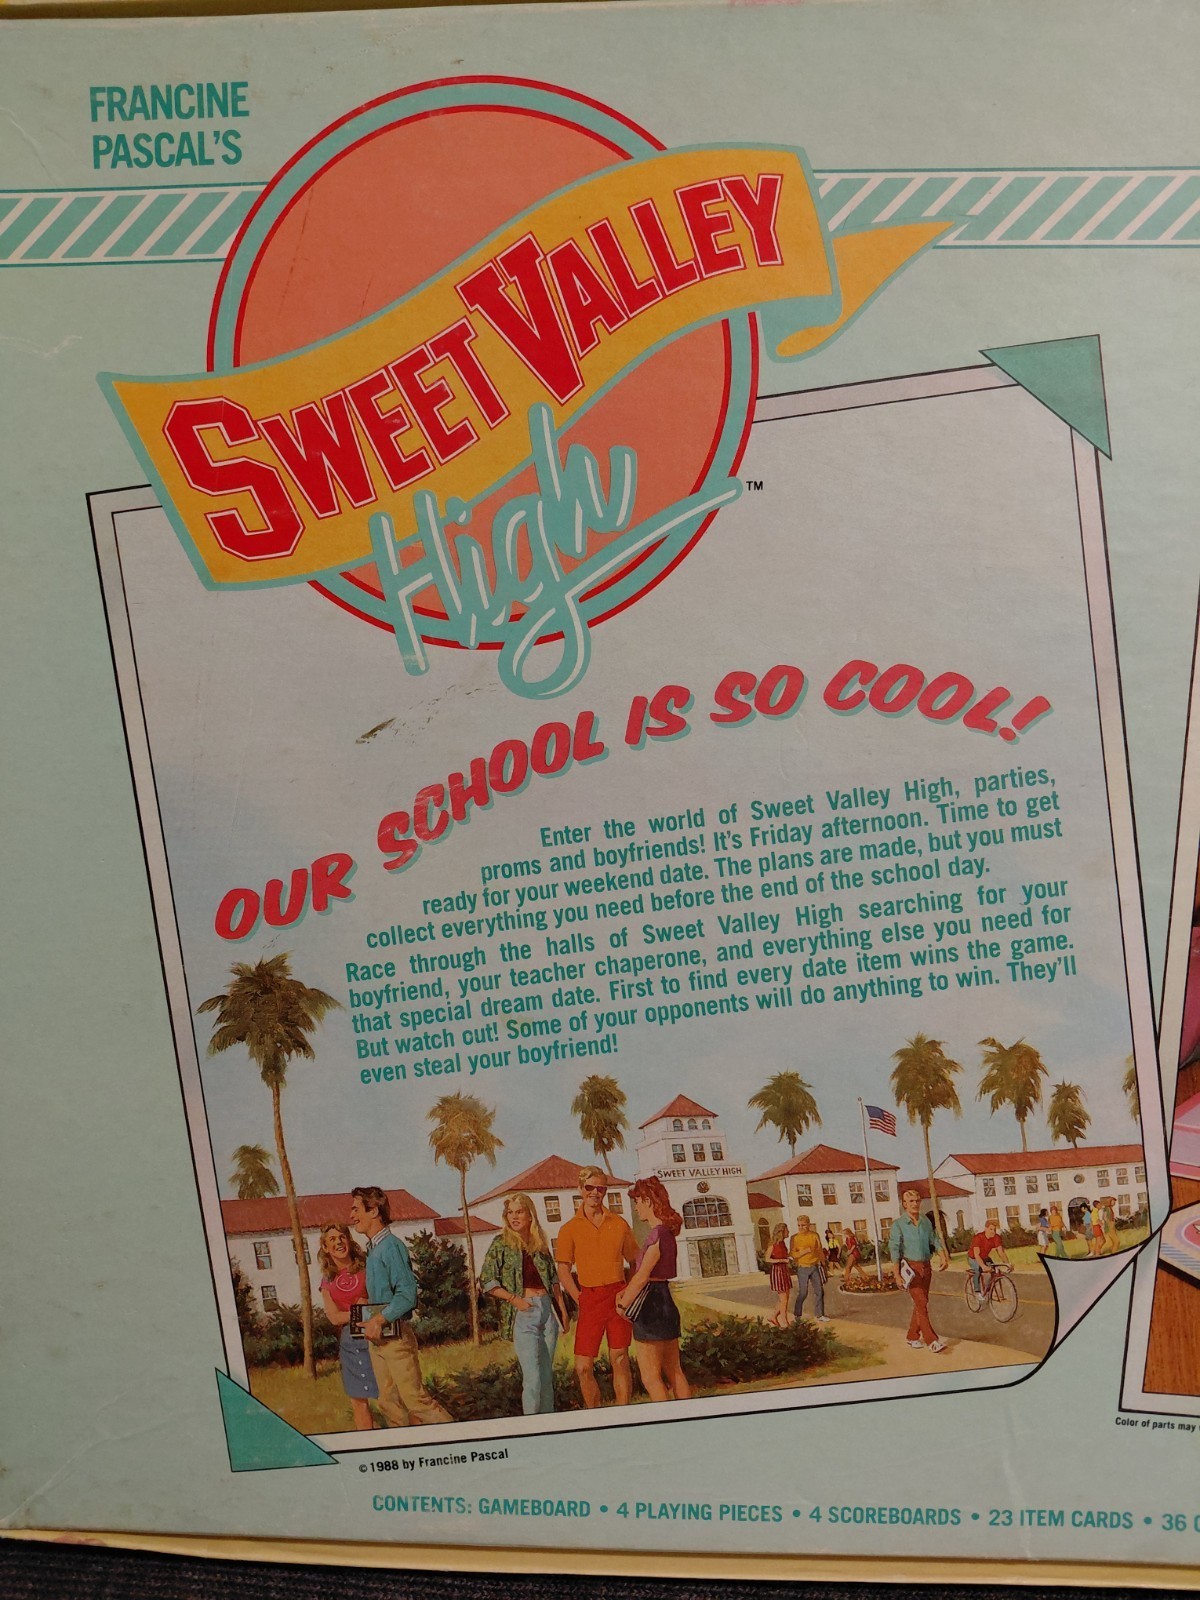 FRANCINE
PASCAL'S
SWEET VALLEY
High
TM
OUR SCHOOL IS SO COOL!
Enter the world of Sweet Valley High, parties,
proms and boyfriends! It's Friday afternoon. Time to get
ready for your weekend date. The plans are made, but you must
collect everything you need before the end of the school day.
Race through the halls of Sweet Valley High searching for your
boyfriend, your teacher chaperone, and everything else you need for
that special dream date. First to find every date item wins the game.
But watch out! Some of your opponents will do anything to win. They'll
even steal your boyfriend!
SWEET VALLEY HIGH
Color of parts may
© 1988 by Francine Pascal
CONTENTS: GAMEBOARD • 4 PLAYING PIECES • 4 SCOREBOARDS • 23 ITEM CARDS • 36